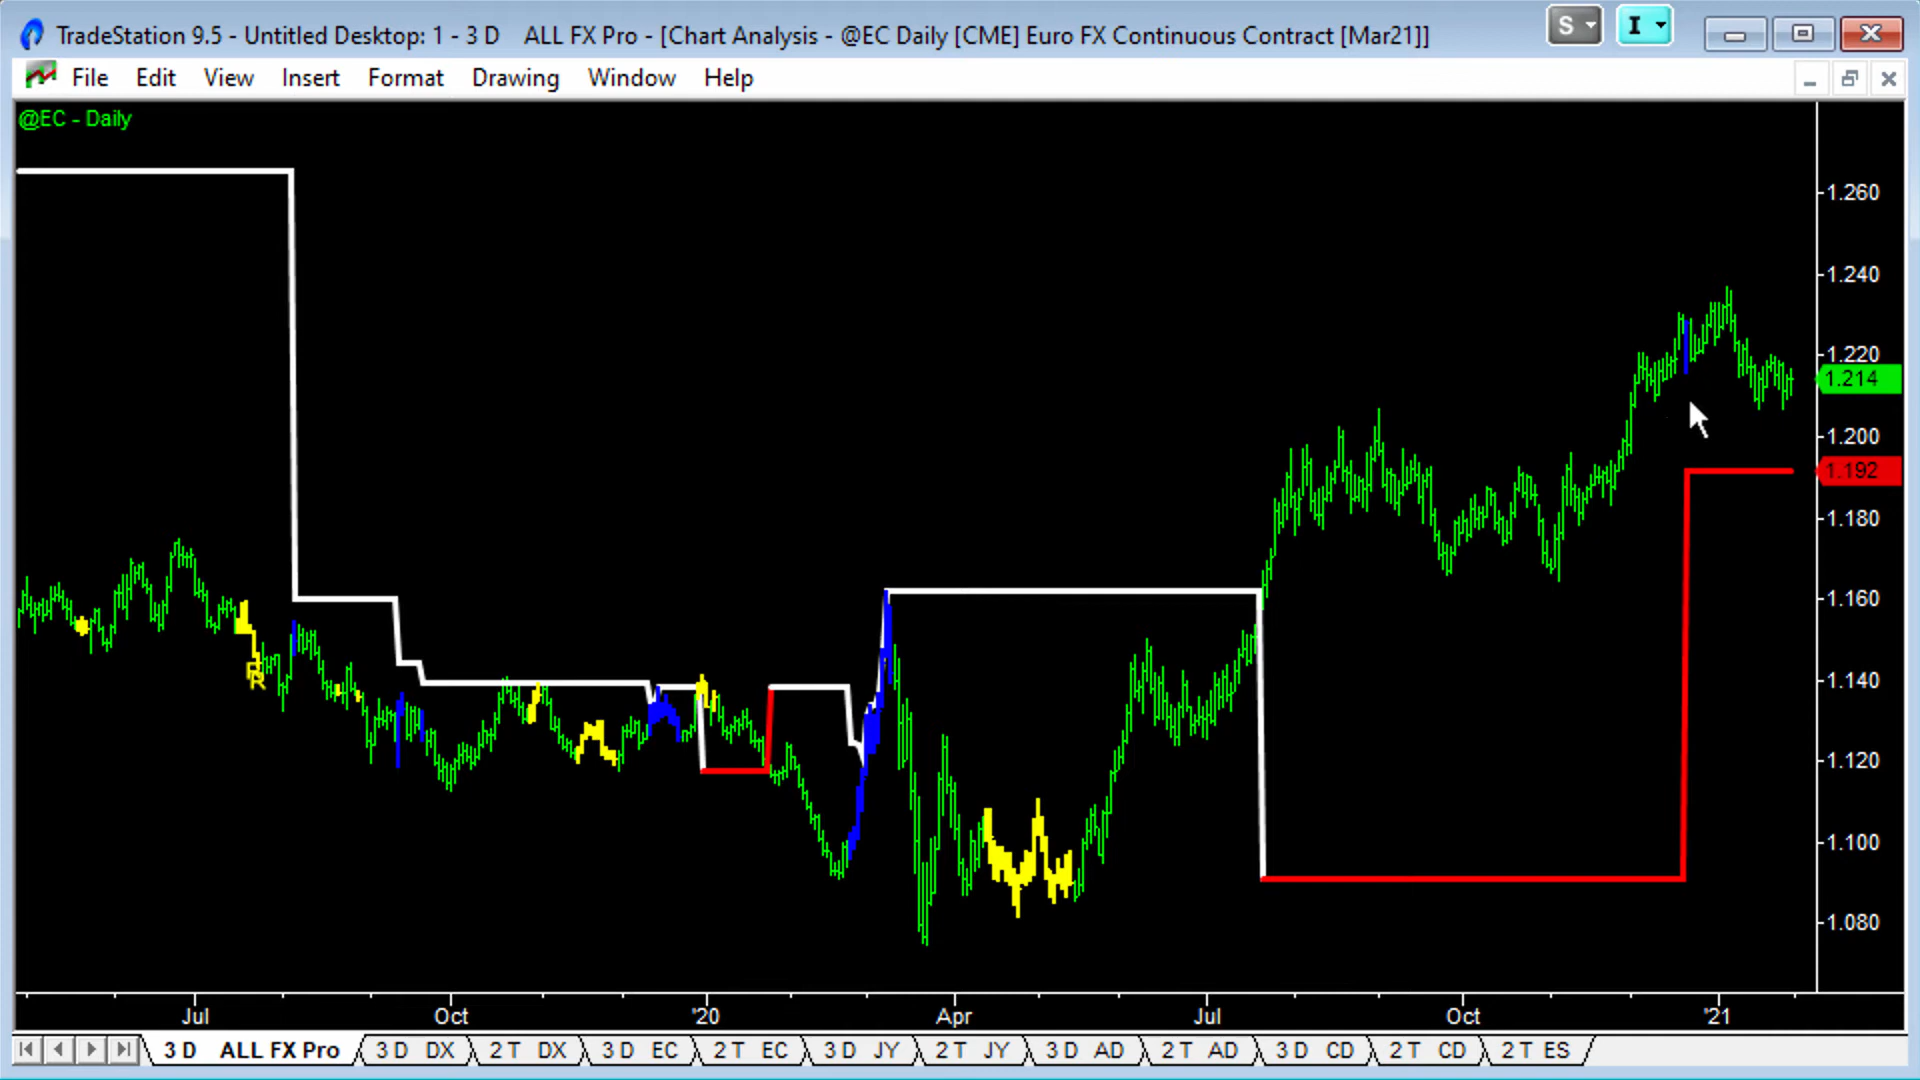 TradeStation 9.5 - Untitled Desktop: 1 - 3 D    ALL FX Pro - [Chart Analysis - @EC Daily [CME] Euro FX Continuous Contract [Mar21]]
S
I
File Edit View Insert Format Drawing Window Help
@EC - Daily
1.260
1.240
1.220
1.214
1.200
1.192
1.180
1.160
R
1.140
1.120
1.100
1.080
Jul Oct '20 Apr Jul Oct '21
3 D ALL FX Pro 3 D DX 2 T DX 3 D EC 2 T EC 3 D JY 2 T JY 3 D AD 2 T AD 3 D CD 2 T CD 2 T ES